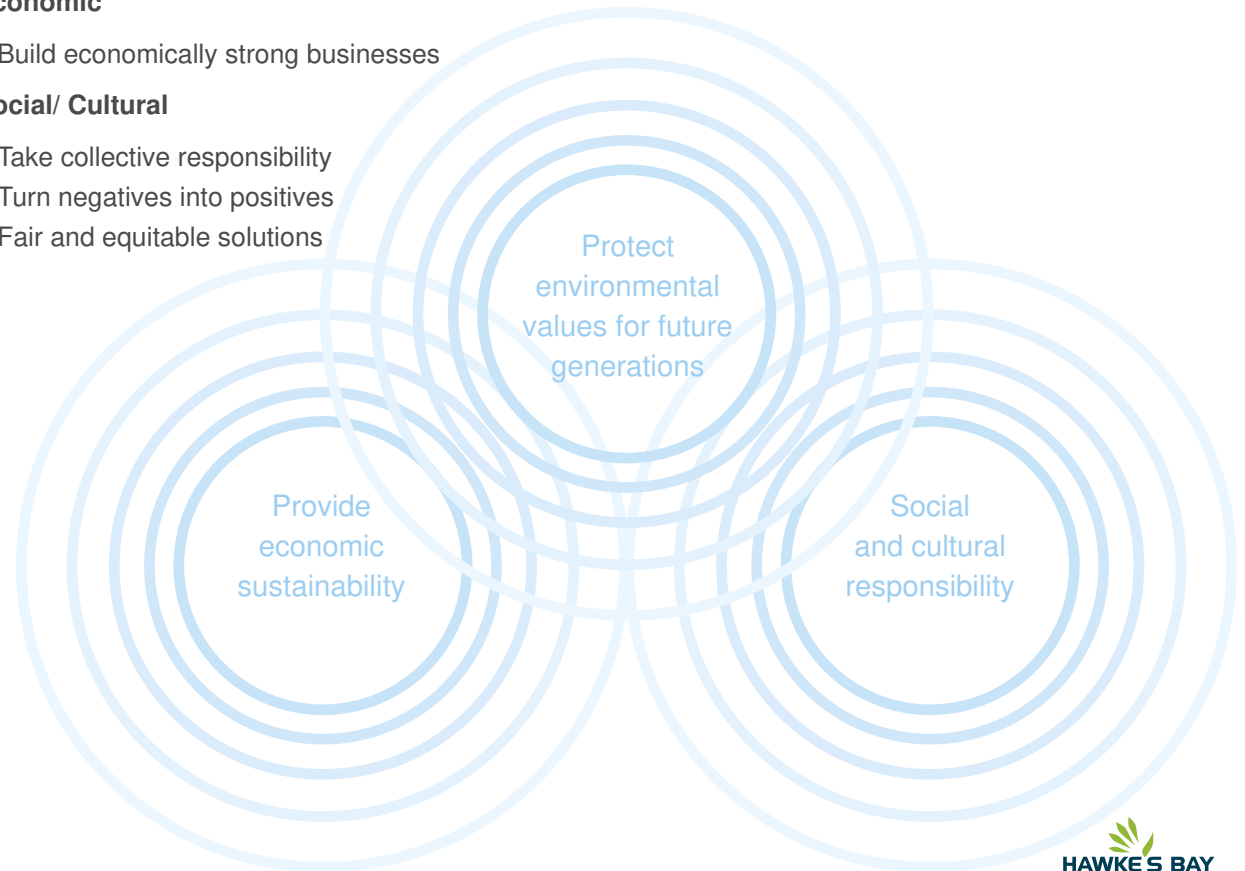 conomic
Build economically strong businesses
ocial/ Cultural
Take collective responsibility
Turn negatives into positives
Fair and equitable solutions
Protect
environmental
values for future
generations
Provide
economic
sustainability
Social
and cultural
responsibility
HAWKE'S BAY